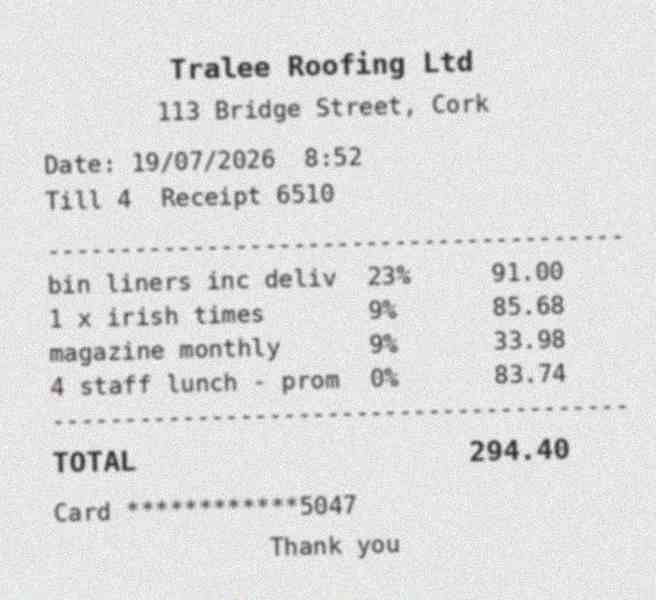 Tralee Roofing Ltd
113 Bridge Street, Cork
Date: 19/07/2026  8:52
Till 4  Receipt 6510
----------------------------------------
bin liners inc deliv  23%  91.00
1 x irish times  9%  85.68
magazine monthly  9%  33.98
4 staff lunch - prom  0%  83.74
----------------------------------------
TOTAL  294.40
Card ************5047
Thank you